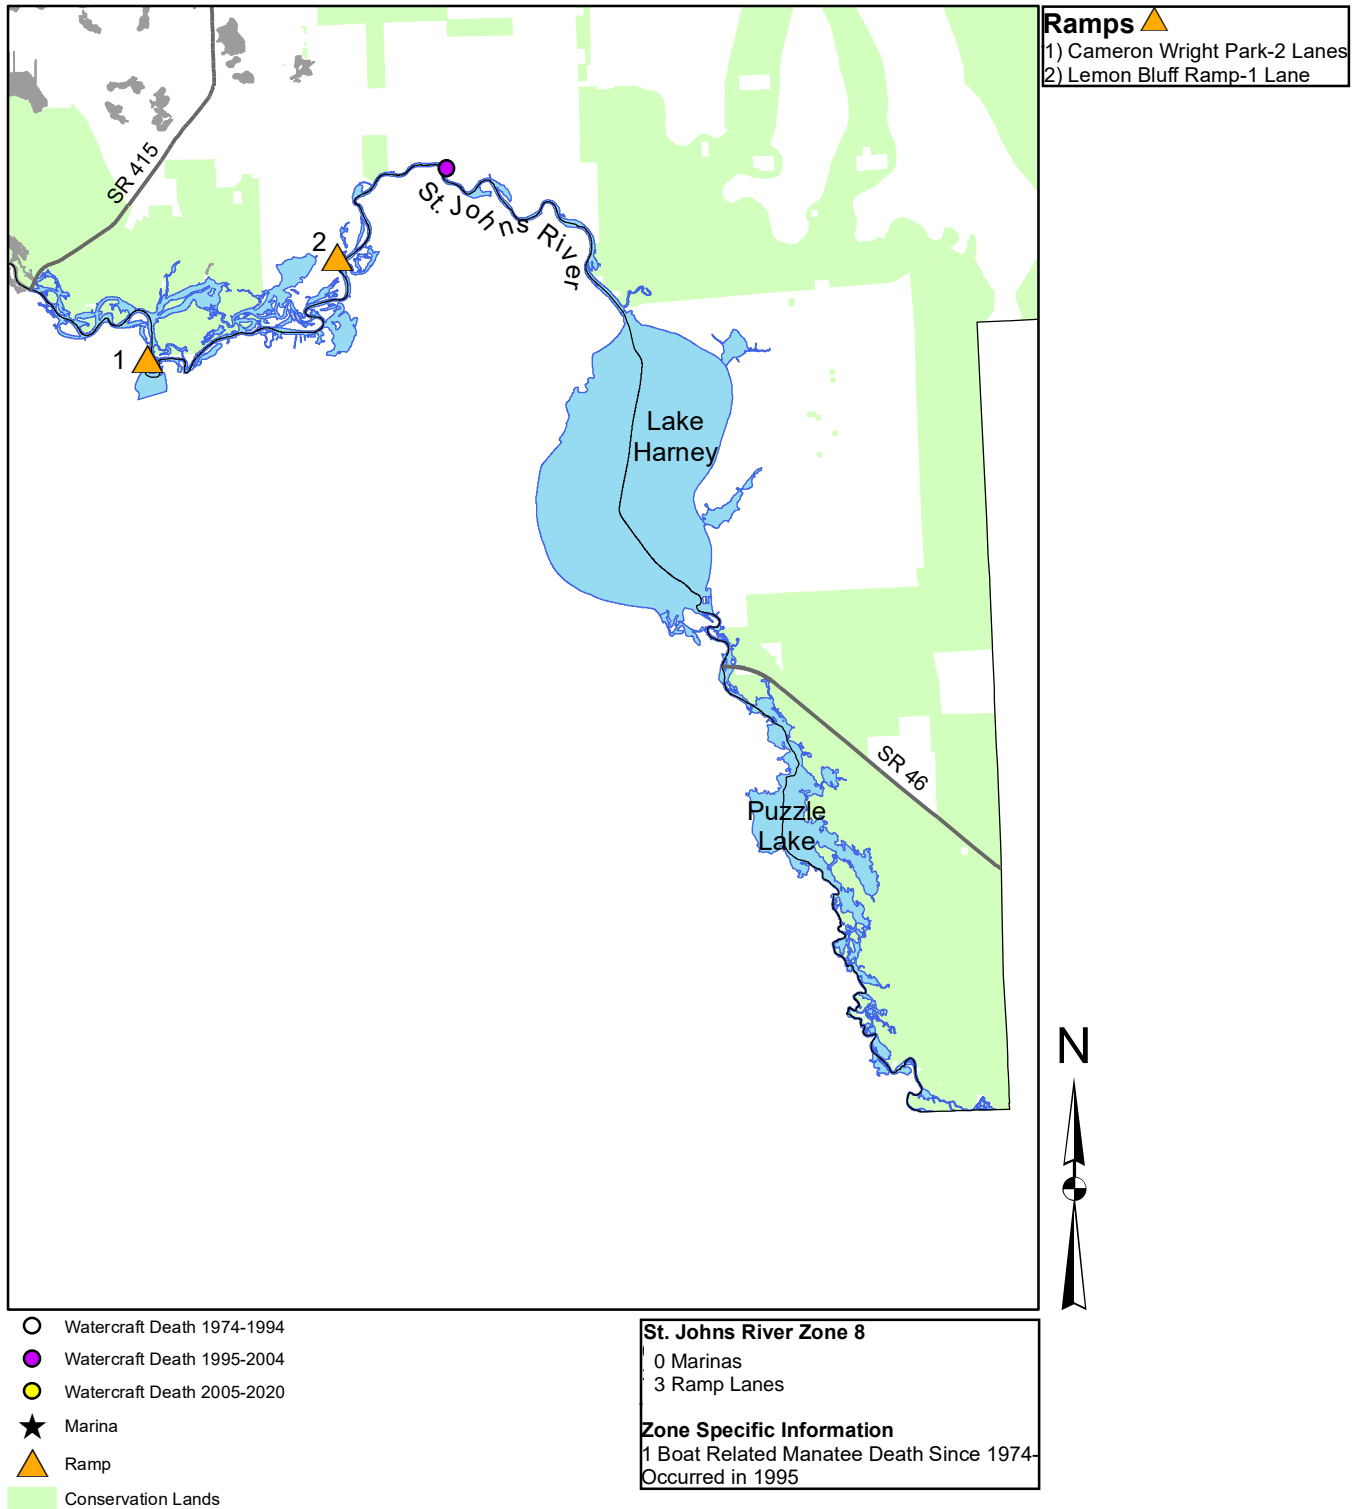 Ramps
1) Cameron Wright Park-2 Lanes
2) Lemon Bluff Ramp-1 Lane
SR 415
St. Johns River
2
1
Lake
Harney
SR 46
Puzzle
Lake
N
Watercraft Death 1974-1994
Watercraft Death 1995-2004
Watercraft Death 2005-2020
Marina
Ramp
Conservation Lands
St. Johns River Zone 8
0 Marinas
3 Ramp Lanes
Zone Specific Information
1 Boat Related Manatee Death Since 1974-
Occurred in 1995